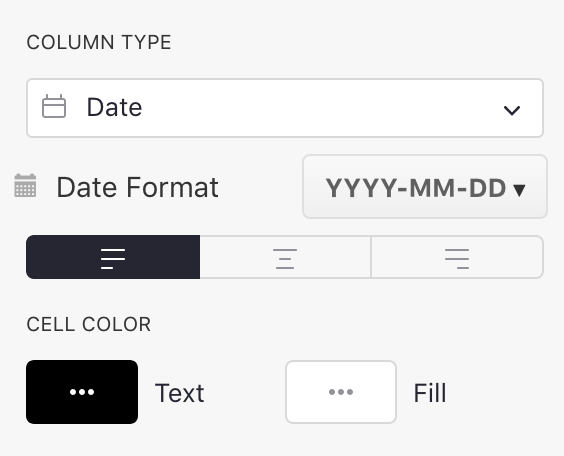 COLUMN TYPE
Date
Date Format YYYY-MM-DD ▾
CELL COLOR
••• Text ••• Fill